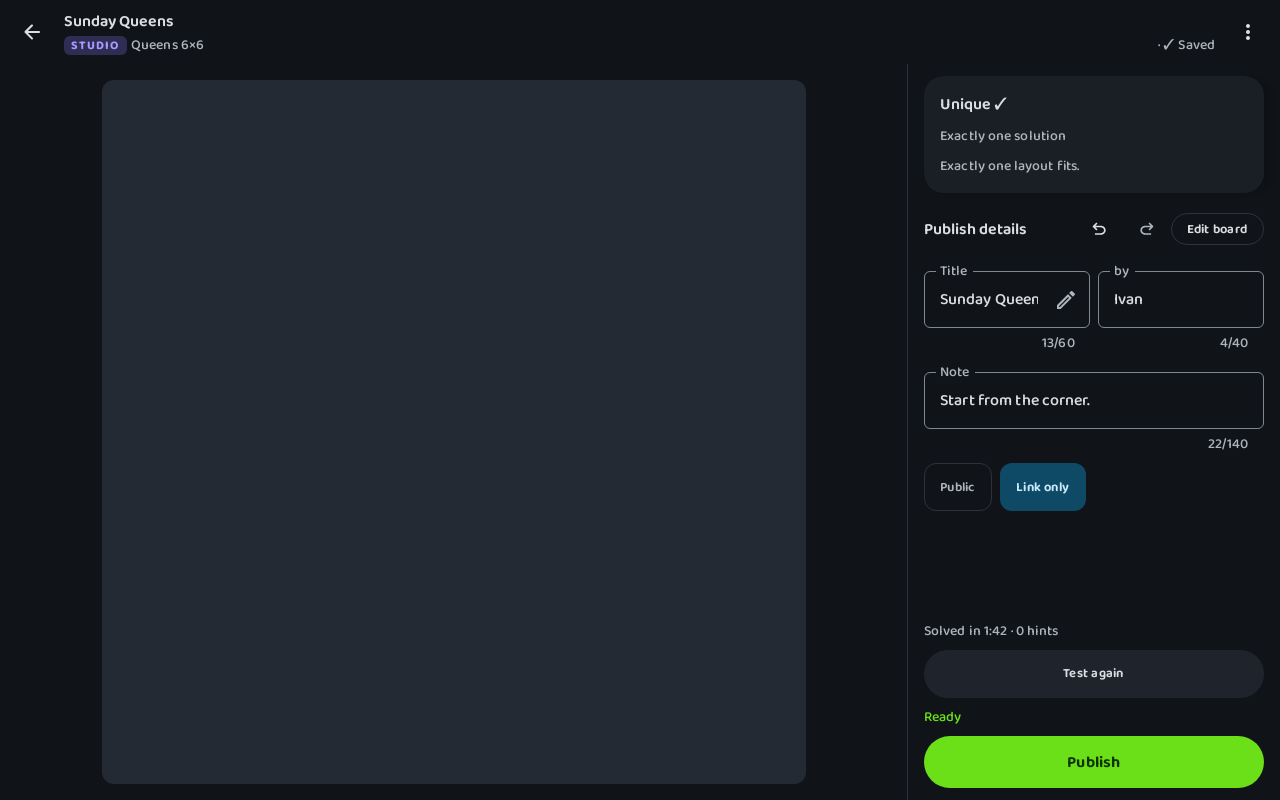 Sunday Queens
STUDIO Queens 6×6
· ✓ Saved
Unique ✓
Exactly one solution
Exactly one layout fits.
Publish details
Edit board
Title
Sunday Queen
13/60
by
Ivan
4/40
Note
Start from the corner.
22/140
Public
Link only
Solved in 1:42 · 0 hints
Test again
Ready
Publish